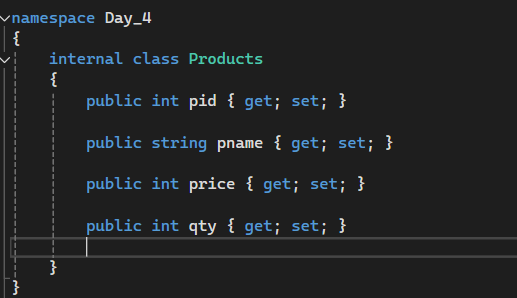 namespace Day_4
{
internal class Products
{
public int pid { get; set; }
public string pname { get; set; }
public int price { get; set; }
public int qty { get; set; }
}
}